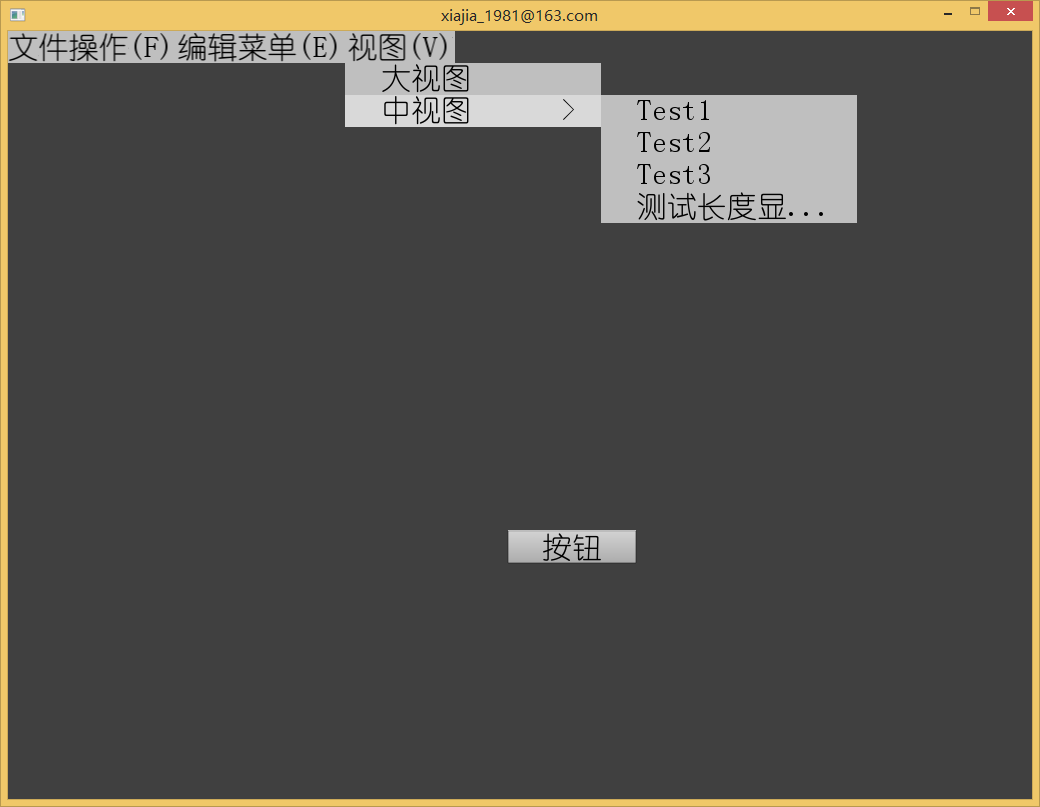 xiajia_1981@163.com
文件操作(F) 编辑菜单(E) 视图(V)
大视图
中视图 >
Test1
Test2
Test3
测试长度显...
按钮